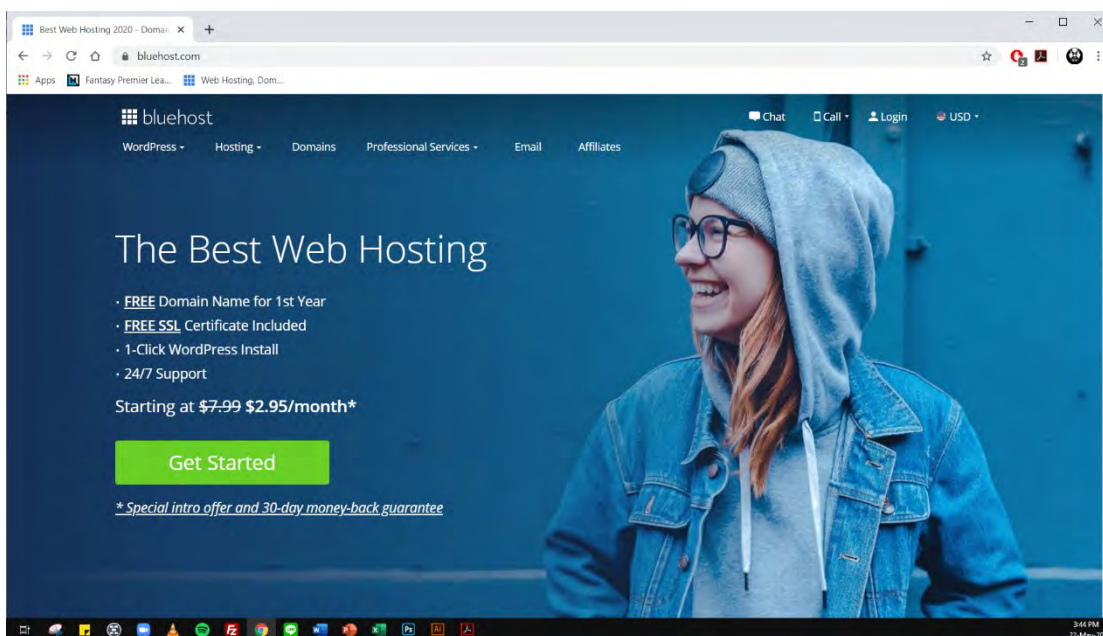 Best Web Hosting 2020 - Domai
bluehost.com
2
Apps Fantasy Premier Lea... Web Hosting, Dom...
bluehost
Chat Call Login USD
WordPress Hosting Domains Professional Services Email Affiliates
The Best Web Hosting
· FREE Domain Name for 1st Year
· FREE SSL Certificate Included
· 1-Click WordPress Install
· 24/7 Support
Starting at $7.99 $2.95/month*
Get Started
* Special intro offer and 30-day money-back guarantee
Ps Ai
3:44 PM